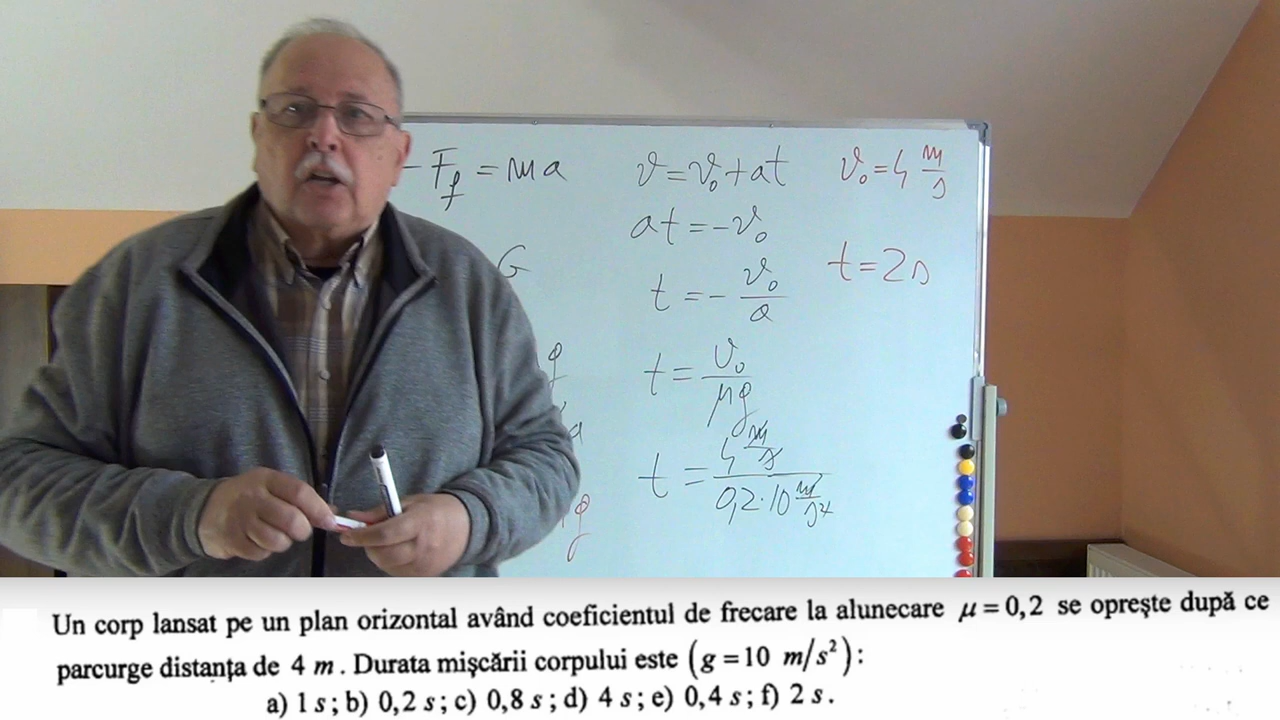 -F_f = ma
G
v = v₀ + at
at = -v₀
t = - v₀/a
t = v₀/μg
t = 4 m/s / 0,2·10 m/s²
v₀ = 4 m/s
t = 2s
Un corp lansat pe un plan orizontal având coeficientul de frecare la alunecare μ = 0,2 se oprește după ce
parcurge distanța de 4 m. Durata mișcării corpului este (g = 10 m/s²):
a) 1 s; b) 0,2 s; c) 0,8 s; d) 4 s; e) 0,4 s; f) 2 s.